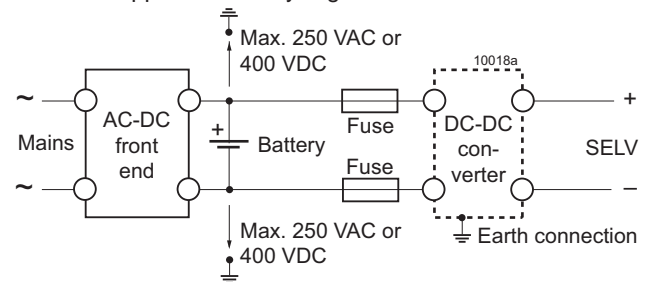 Max. 250 VAC or
400 VDC
10018a
~
+
Mains
AC-DC
front
end
+
Battery
Fuse
Fuse
DC-DC
con-
verter
SELV
~
–
Max. 250 VAC or
400 VDC
Earth connection